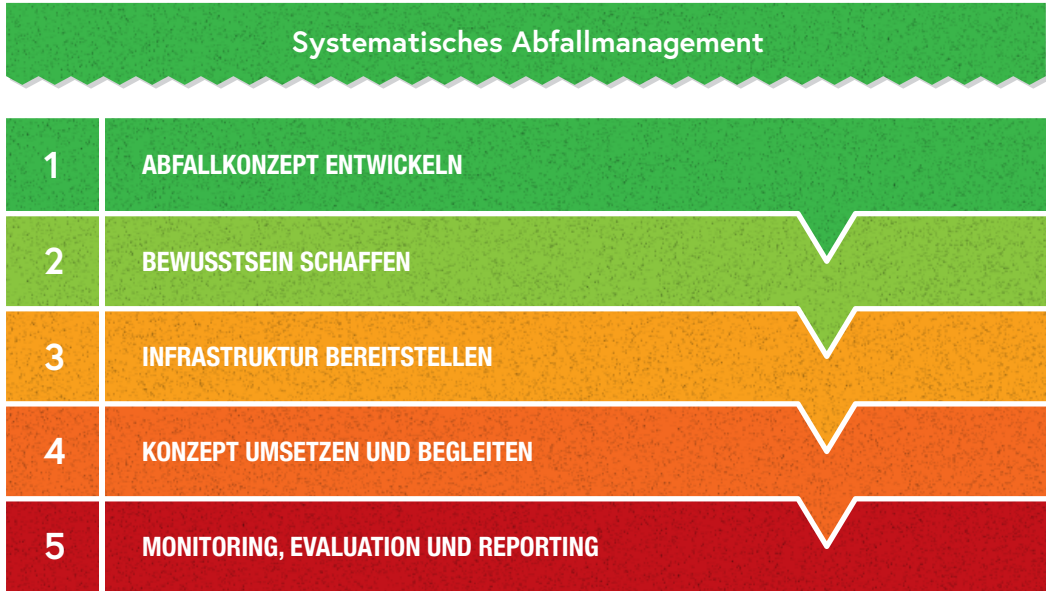 Systematisches Abfallmanagement
1 ABFALLKONZEPT ENTWICKELN
2 BEWUSSTSEIN SCHAFFEN
3 INFRASTRUKTUR BEREITSTELLEN
4 KONZEPT UMSETZEN UND BEGLEITEN
5 MONITORING, EVALUATION UND REPORTING